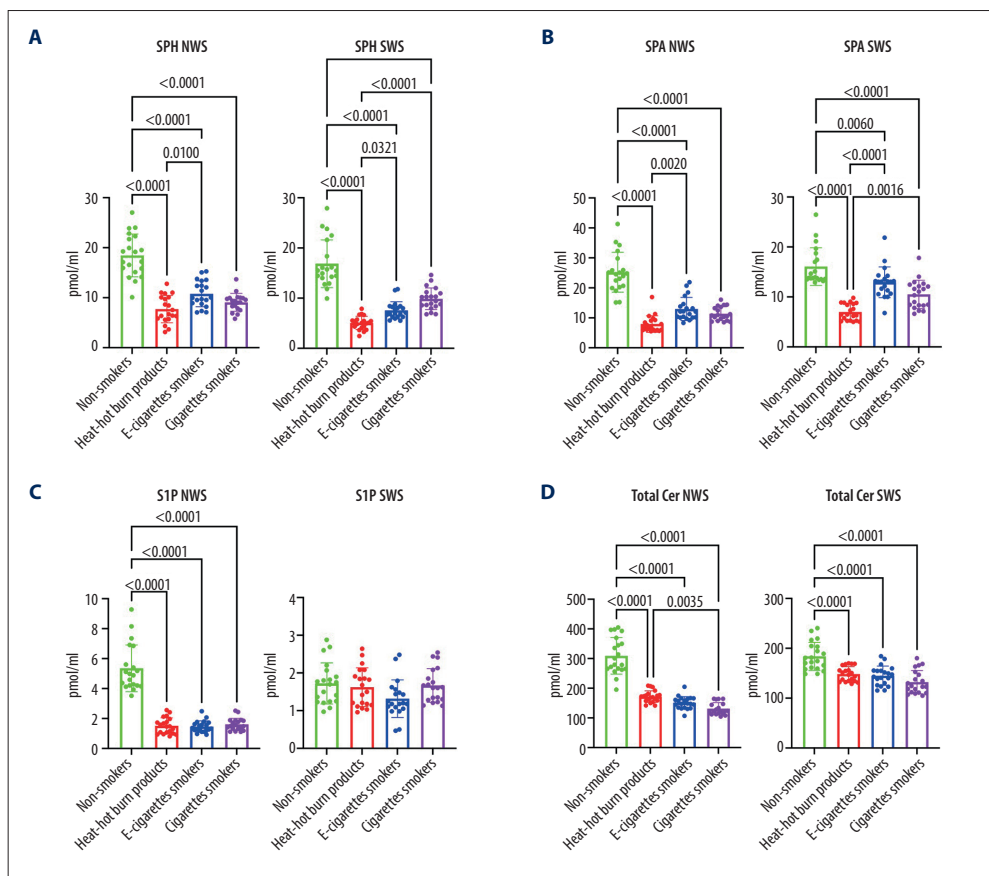 A
SPH NWS
<0.0001
<0.0001
0.0100
<0.0001
30
20
10
0
pmol/ml
Non-smokers
Heat-hot burn products
E-cigarettes smokers
Cigarettes smokers
SPH SWS
<0.0001
<0.0001
0.0321
<0.0001
30
20
10
0
pmol/ml
Non-smokers
Heat-hot burn products
E-cigarettes smokers
Cigarettes smokers
B
SPA NWS
<0.0001
<0.0001
0.0020
<0.0001
50
40
30
20
10
0
pmol/ml
Non-smokers
Heat-hot burn products
E-cigarettes smokers
Cigarettes smokers
SPA SWS
<0.0001
0.0060
<0.0001
<0.0001 0.0016
30
20
10
0
pmol/ml
Non-smokers
Heat-hot burn products
E-cigarettes smokers
Cigarettes smokers
C
S1P NWS
<0.0001
<0.0001
<0.0001
10
8
6
4
2
0
pmol/ml
Non-smokers
Heat-hot burn products
E-cigarettes smokers
Cigarettes smokers
S1P SWS
4
3
2
1
0
pmol/ml
Non-smokers
Heat-hot burn products
E-cigarettes smokers
Cigarettes smokers
D
Total Cer NWS
<0.0001
<0.0001
<0.0001 0.0035
500
400
300
200
100
0
pmol/ml
Non-smokers
Heat-hot burn products
E-cigarettes smokers
Cigarettes smokers
Total Cer SWS
<0.0001
<0.0001
<0.0001
300
200
100
0
pmol/ml
Non-smokers
Heat-hot burn products
E-cigarettes smokers
Cigarettes smokers